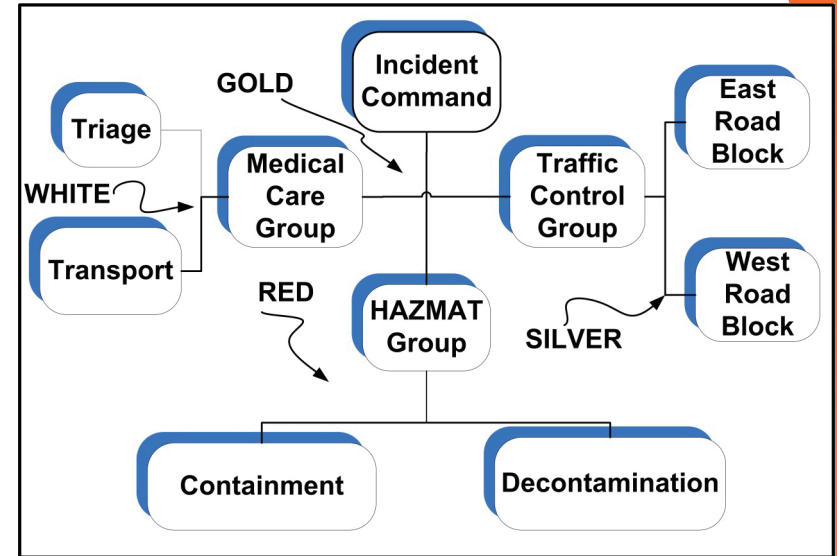 Incident
Command
GOLD
East
Road
Block
Triage
Medical
Care
Group
Traffic
Control
Group
WHITE
Transport
West
Road
Block
RED
HAZMAT
Group
SILVER
Containment
Decontamination